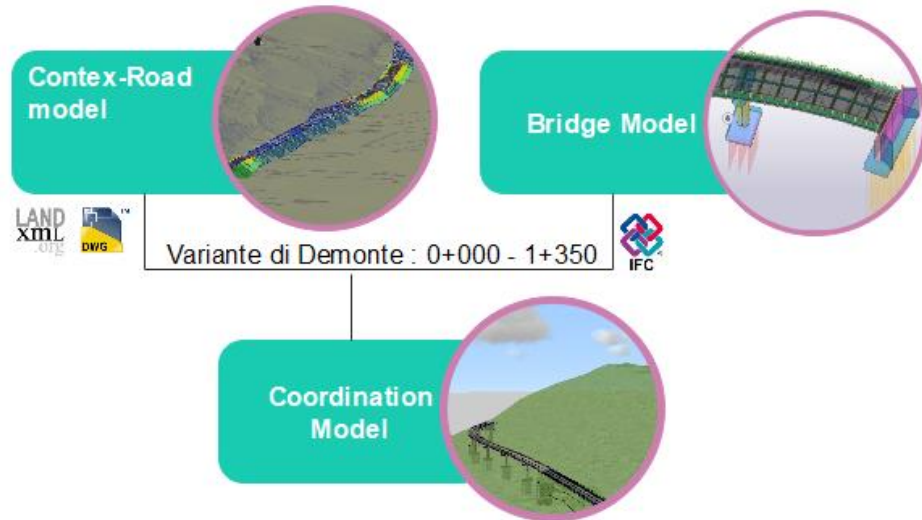 Contex-Road
model
Bridge Model
LAND
xmL
.org
DWG
TM
Variante di Demonte : 0+000 - 1+350
IFC
Coordination
Model